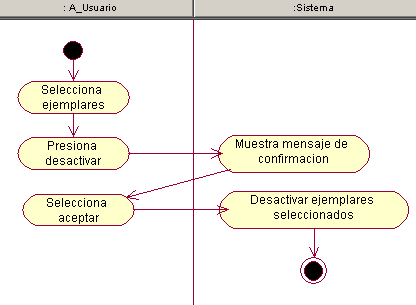 : A_Usuario
:Sistema
Selecciona
ejemplares
Presiona
desactivar
Muestra mensaje de
confirmacion
Selecciona
aceptar
Desactivar ejemplares
seleccionados